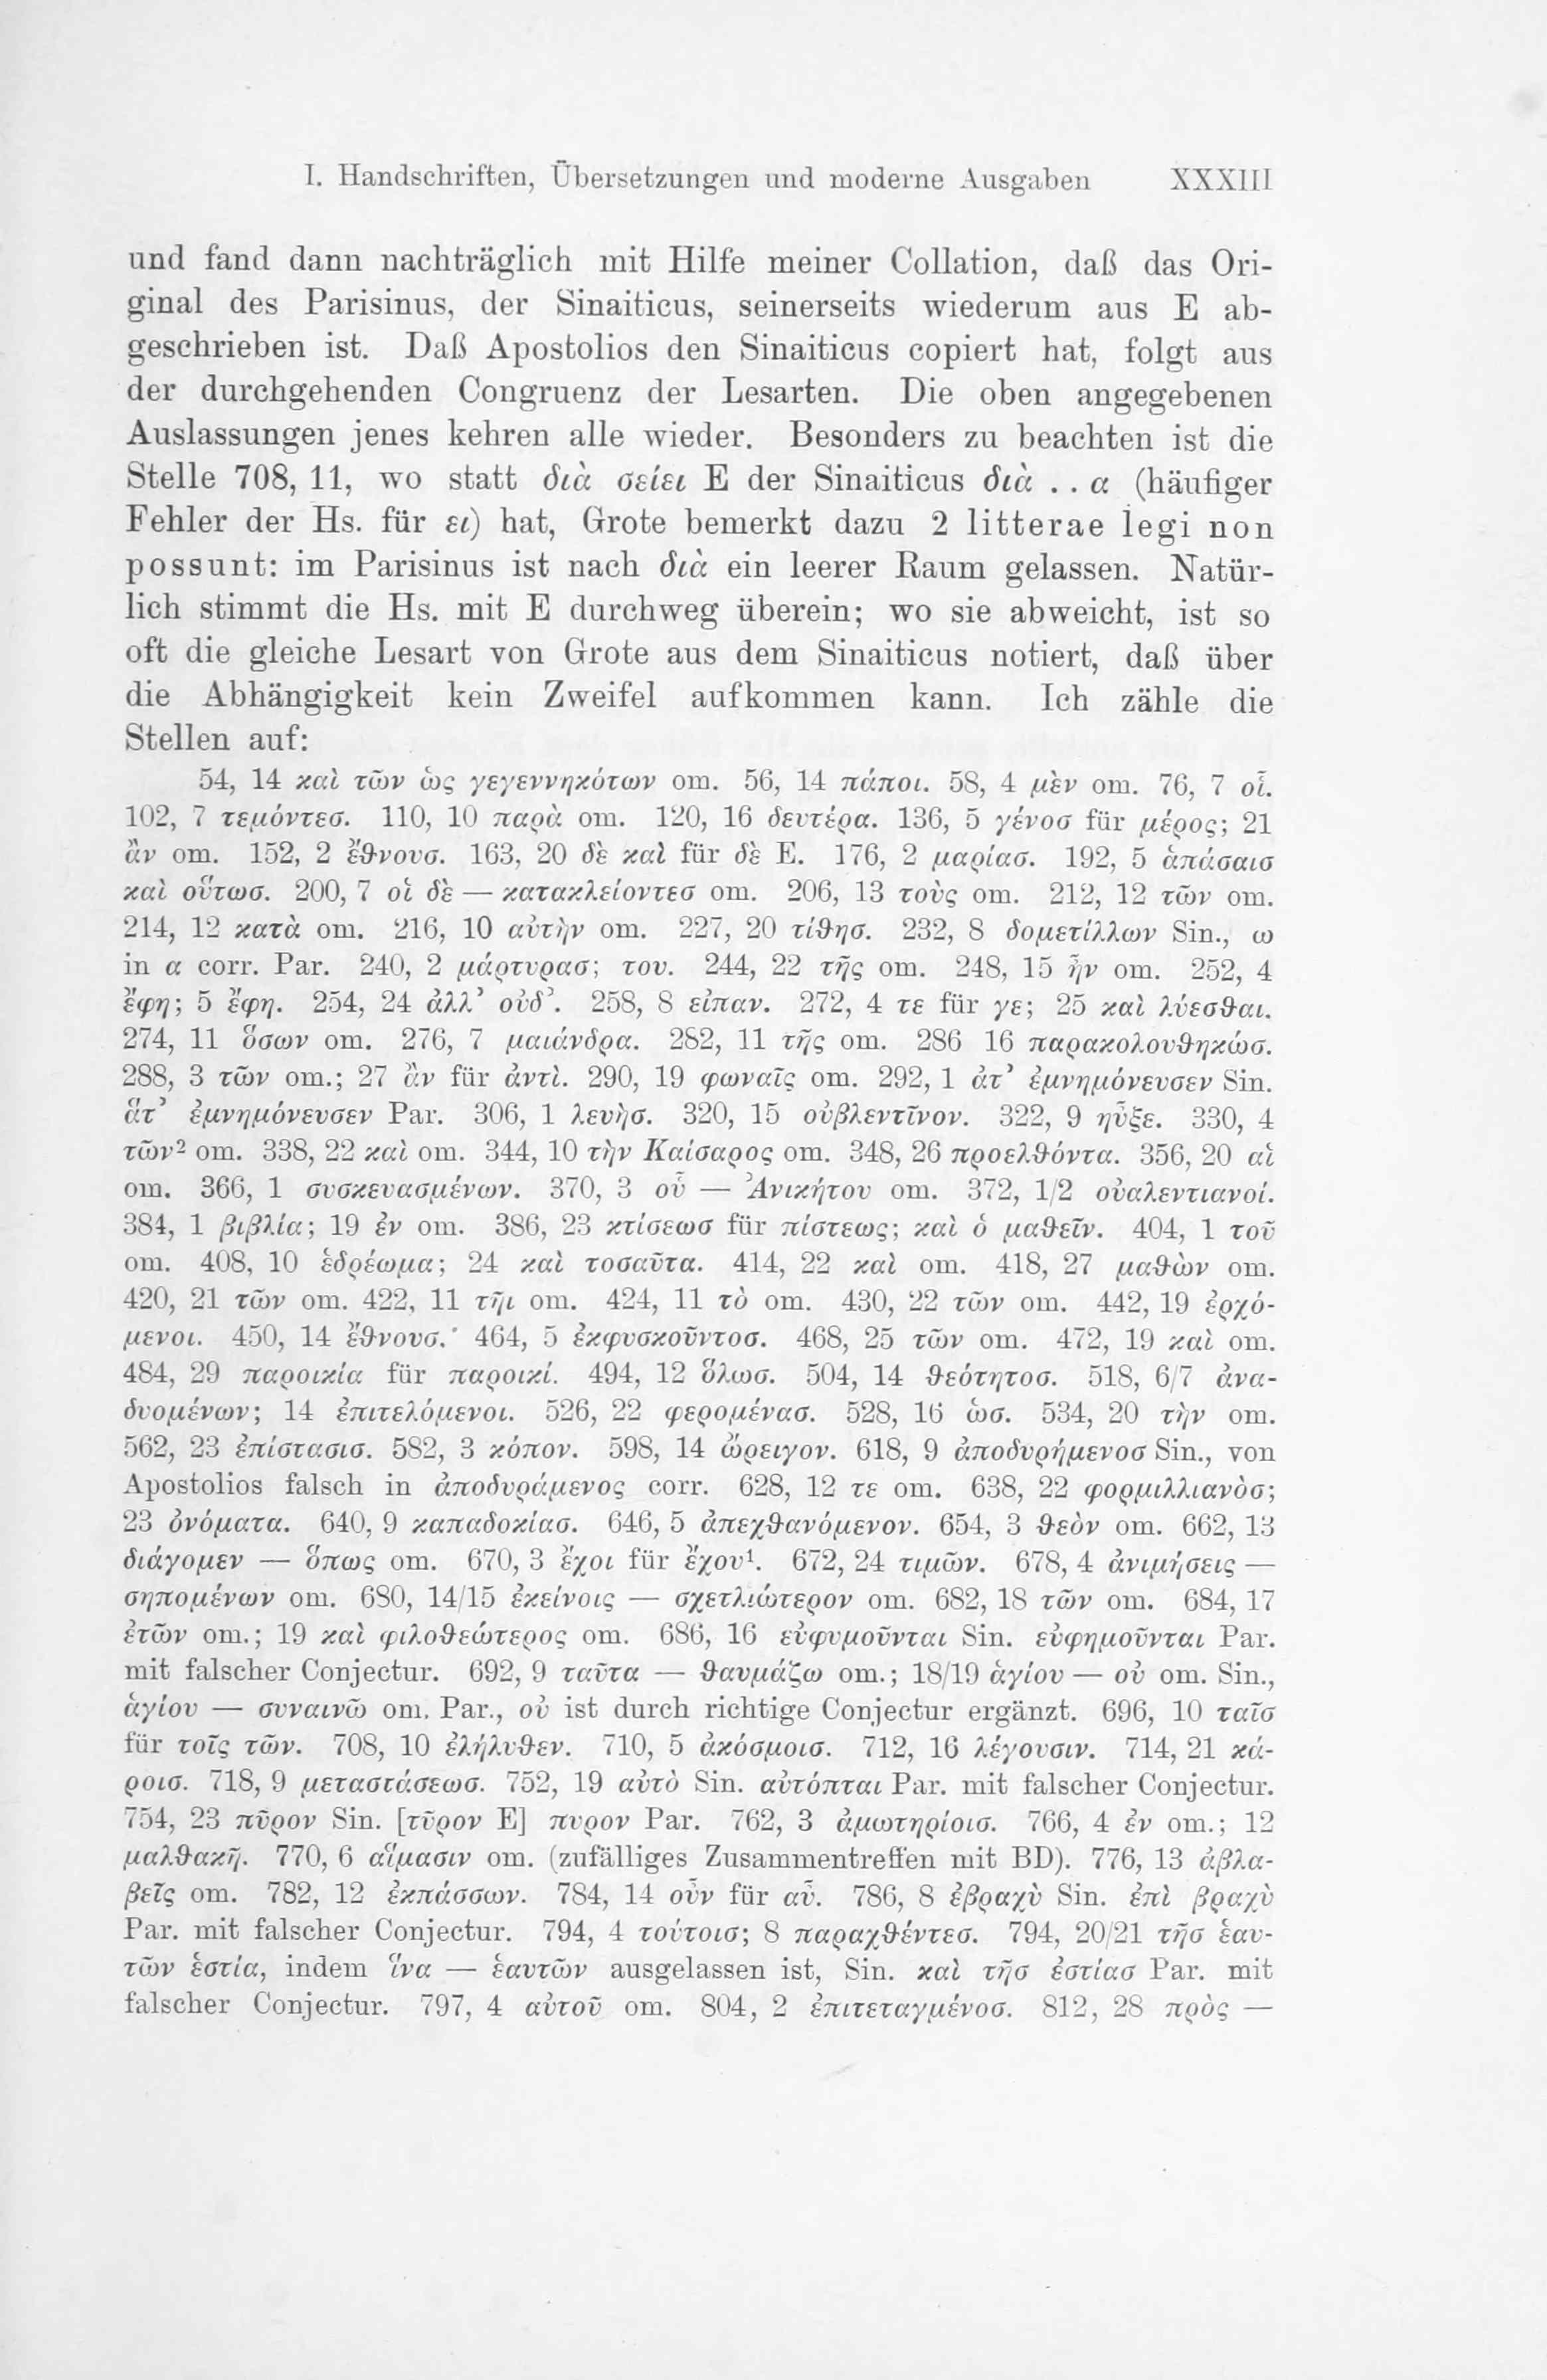 I. Handschriften, Übersetzungen und moderne Ausgaben XXXIII
und fand dann nachträglich mit Hilfe meiner Collation, daß das Ori-
ginal des Parisinus, der Sinaiticus, seinerseits wiederum aus E ab-
geschrieben ist. Daß Apostolios den Sinaiticus copiert hat, folgt aus
der durchgehenden Congruenz der Lesarten. Die oben angegebenen
Auslassungen jenes kehren alle wieder. Besonders zu beachten ist die
Stelle 708, 11, wo statt διὰ σείει E der Sinaiticus διὰ . . α (häufiger
Fehler der Hs. für ει) hat, Grote bemerkt dazu 2 litterae legi non
possunt: im Parisinus ist nach διὰ ein leerer Raum gelassen. Natür-
lich stimmt die Hs. mit E durchweg überein; wo sie abweicht, ist so
oft die gleiche Lesart von Grote aus dem Sinaiticus notiert, daß über
die Abhängigkeit kein Zweifel aufkommen kann. Ich zähle die
Stellen auf:
54, 14 καὶ τῶν ὡς γεγεννηκότων om. 56, 14 πάποι. 58, 4 μὲν om. 76, 7 οἷ.
102, 7 τεμόντεσ. 110, 10 παρὰ om. 120, 16 δευτέρα. 136, 5 γένοσ für μέρος; 21
ἂν om. 152, 2 ἔθνουσ. 163, 20 δὲ καὶ für δὲ E. 176, 2 μαρίασ. 192, 5 ἁπάσαισ
καὶ οὕτωσ. 200, 7 οἱ δὲ — κατακλείοντεσ om. 206, 13 τοὺς om. 212, 12 τῶν om.
214, 12 κατὰ om. 216, 10 αὐτὴν om. 227, 20 τίθησ. 232, 8 δομετίλλων Sin., ω
in α corr. Par. 240, 2 μάρτυρασ; του. 244, 22 τῆς om. 248, 15 ἦν om. 252, 4
ἔφη; 5 ἔφη. 254, 24 ἀλλ’ οὐδ’. 258, 8 εἶπαν. 272, 4 τε für γε; 25 καὶ λύεσθαι.
274, 11 ὅσων om. 276, 7 μαιάνδρα. 282, 11 τῆς om. 286 16 παρακολουθηκώσ.
288, 3 τῶν om.; 27 ἂν für ἀντὶ. 290, 19 φωναῖς om. 292, 1 ἀτ’ ἐμνημόνευσεν Sin.
ἅτ’ ἐμνημόνευσεν Par. 306, 1 λευὴσ. 320, 15 οὐβλεντῖνον. 322, 9 ηὖξε. 330, 4
τῶν² om. 338, 22 καὶ om. 344, 10 τὴν Καίσαρος om. 348, 26 προελθόντα. 356, 20 αἱ
om. 366, 1 συσκευασμένων. 370, 3 οὗ — Ἀνικήτου om. 372, 1/2 οὐαλεντιανοί.
384, 1 βιβλία; 19 ἐν om. 386, 23 κτίσεωσ für πίστεως; καὶ ὁ μαθεῖν. 404, 1 τοῦ
om. 408, 10 ἑδρέωμα; 24 καὶ τοσαῦτα. 414, 22 καὶ om. 418, 27 μαθὼν om.
420, 21 τῶν om. 422, 11 τῆι om. 424, 11 τὸ om. 430, 22 τῶν om. 442, 19 ἐρχό-
μενοι. 450, 14 ἔθνουσ. 464, 5 ἐκφυσκοῦντοσ. 468, 25 τῶν om. 472, 19 καὶ om.
484, 29 παροικία für παροικί. 494, 12 ὅλωσ. 504, 14 θεότητοσ. 518, 6/7 ἀνα-
δυομένων; 14 ἐπιτελόμενοι. 526, 22 φερομένασ. 528, 16 ὡσ. 534, 20 τὴν om.
562, 23 ἐπίστασισ. 582, 3 κόπον. 598, 14 ὤρειγον. 618, 9 ἀποδυρήμενοσ Sin., von
Apostolios falsch in ἀποδυράμενος corr. 628, 12 τε om. 638, 22 φορμιλλιανὸσ;
23 ὀνόματα. 640, 9 καπαδοκίασ. 646, 5 ἀπεχθανόμενον. 654, 3 θεὸν om. 662, 13
διάγομεν — ὅπως om. 670, 3 ἔχοι für ἔχου¹. 672, 24 τιμῶν. 678, 4 ἀνιμήσεις —
σηπομένων om. 680, 14/15 ἐκείνοις — σχετλιώτερον om. 682, 18 τῶν om. 684, 17
ἐτῶν om.; 19 καὶ φιλοθεώτερος om. 686, 16 εὐφυμοῦνται Sin. εὐφημοῦνται Par.
mit falscher Conjectur. 692, 9 ταῦτα — θαυμάζω om.; 18/19 ἁγίου — οὐ om. Sin.,
ἁγίου — συναινῶ om. Par., οὐ ist durch richtige Conjectur ergänzt. 696, 10 ταῖσ
für τοῖς τῶν. 708, 10 ἐλήλυθεν. 710, 5 ἀκόσμοισ. 712, 16 λέγουσιν. 714, 21 κά-
ροισ. 718, 9 μεταστάσεωσ. 752, 19 αὐτὸ Sin. αὐτόπται Par. mit falscher Conjectur.
754, 23 πῦρον Sin. [τῦρον E] πυρον Par. 762, 3 ἀμωτηρίοισ. 766, 4 ἐν om.; 12
μαλθακῆ. 770, 6 αἵμασιν om. (zufälliges Zusammentreffen mit BD). 776, 13 ἀβλα-
βεῖς om. 782, 12 ἐκπάσσων. 784, 14 οὖν für αὖ. 786, 8 ἐβραχὺ Sin. ἐπὶ βραχὺ
Par. mit falscher Conjectur. 794, 4 τούτοισ; 8 παραχθέντεσ. 794, 20/21 τῆσ ἑαυ-
τῶν ἑστία, indem ἵνα — ἑαυτῶν ausgelassen ist, Sin. καὶ τῆσ ἑστίασ Par. mit
falscher Conjectur. 797, 4 αὐτοῦ om. 804, 2 ἐπιτεταγμένοσ. 812, 28 πρὸς —